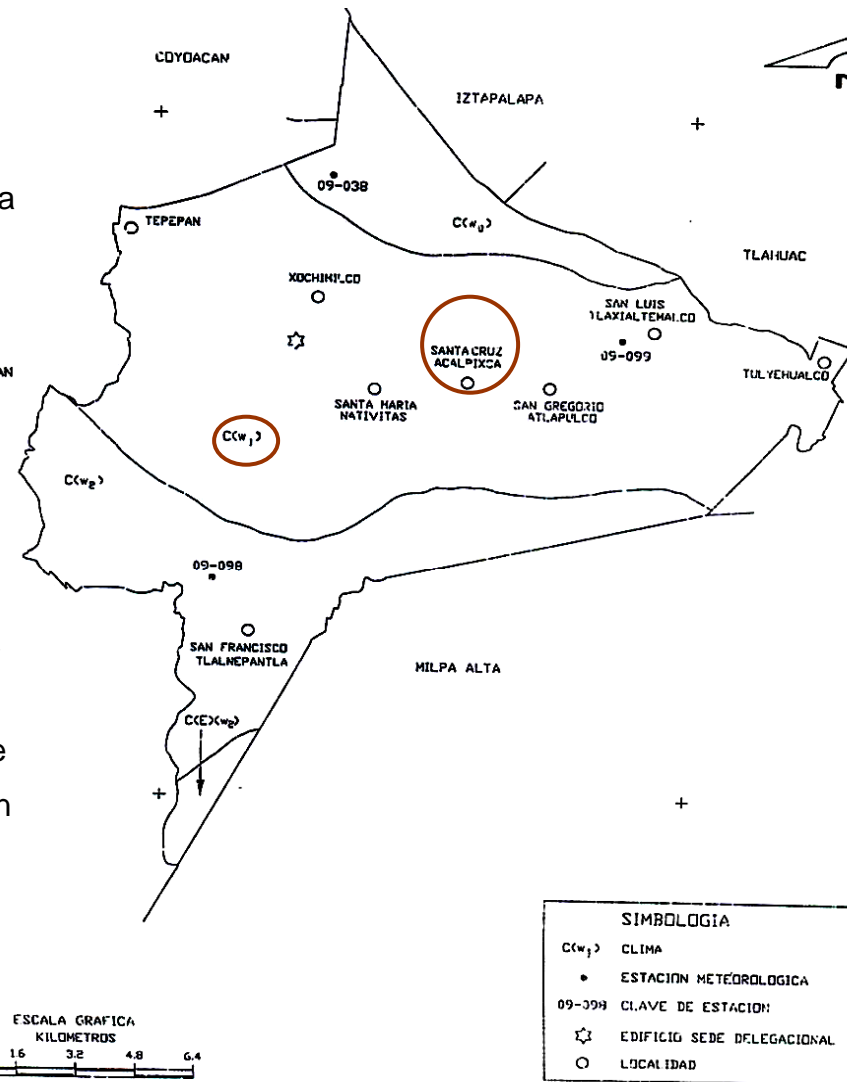 COYOACAN
IZTAPALAPA
09-038
a
TEPEPAN
C(w₀)
TLAHUAC
XOCHIMILCO
SAN LUIS
TLAXIALTEMALCO
SANTA CRUZ
ACALPIXCA
09-099
AN
TULYEHUALCO
SANTA MARIA
NATIVITAS
SAN GREGORIO
ATLAPULCO
C(w₁)
C(w₂)
09-098
SAN FRANCISCO
TLALNEPANTLA
MILPA ALTA
C(E)(w₂)
e
n
SIMBOLOGIA
C(w₁) CLIMA
ESTACION METEOROLOGICA
09-098 CLAVE DE ESTACION
EDIFICIO SEDE DELEGACIONAL
LOCALIDAD
ESCALA GRAFICA
KILOMETROS
1.6 3.2 4.8 6.4